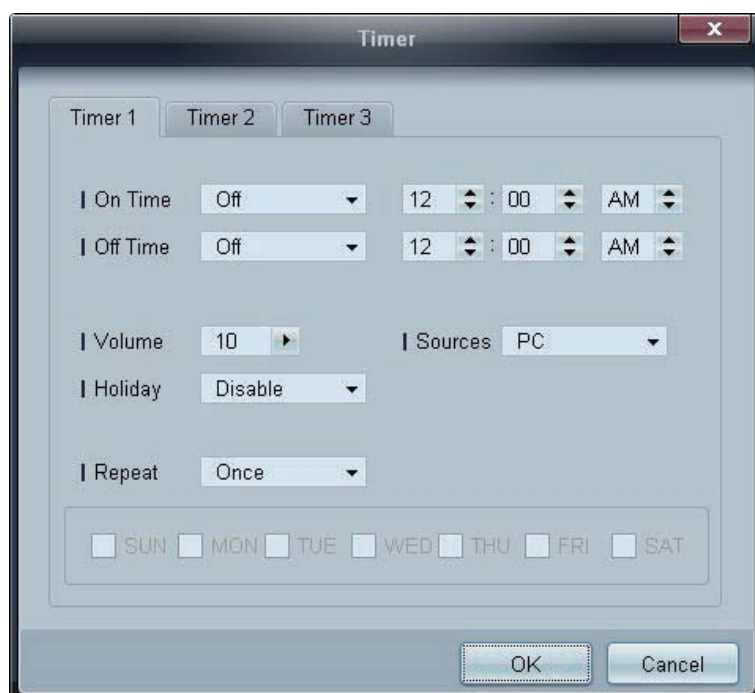 Timer
x
Timer 1 Timer 2 Timer 3
On Time Off 12 : 00 AM
Off Time Off 12 : 00 AM
Volume 10 Sources PC
Holiday Disable
Repeat Once
SUN MON TUE WED THU FRI SAT
OK Cancel